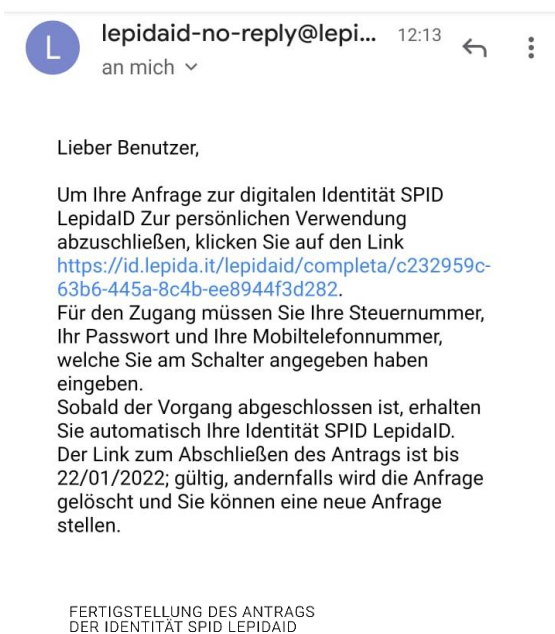 L
lepidaid-no-reply@lepi... 12:13
an mich
Lieber Benutzer,
Um Ihre Anfrage zur digitalen Identität SPID
LepidaID Zur persönlichen Verwendung
abzuschließen, klicken Sie auf den Link
https://id.lepida.it/lepidaid/completa/c232959c-
63b6-445a-8c4b-ee8944f3d282.
Für den Zugang müssen Sie Ihre Steuernummer,
Ihr Passwort und Ihre Mobiltelefonnummer,
welche Sie am Schalter angegeben haben
eingeben.
Sobald der Vorgang abgeschlossen ist, erhalten
Sie automatisch Ihre Identität SPID LepidaID.
Der Link zum Abschließen des Antrags ist bis
22/01/2022; gültig, andernfalls wird die Anfrage
gelöscht und Sie können eine neue Anfrage
stellen.
FERTIGSTELLUNG DES ANTRAGS
DER IDENTITÄT SPID LEPIDAID